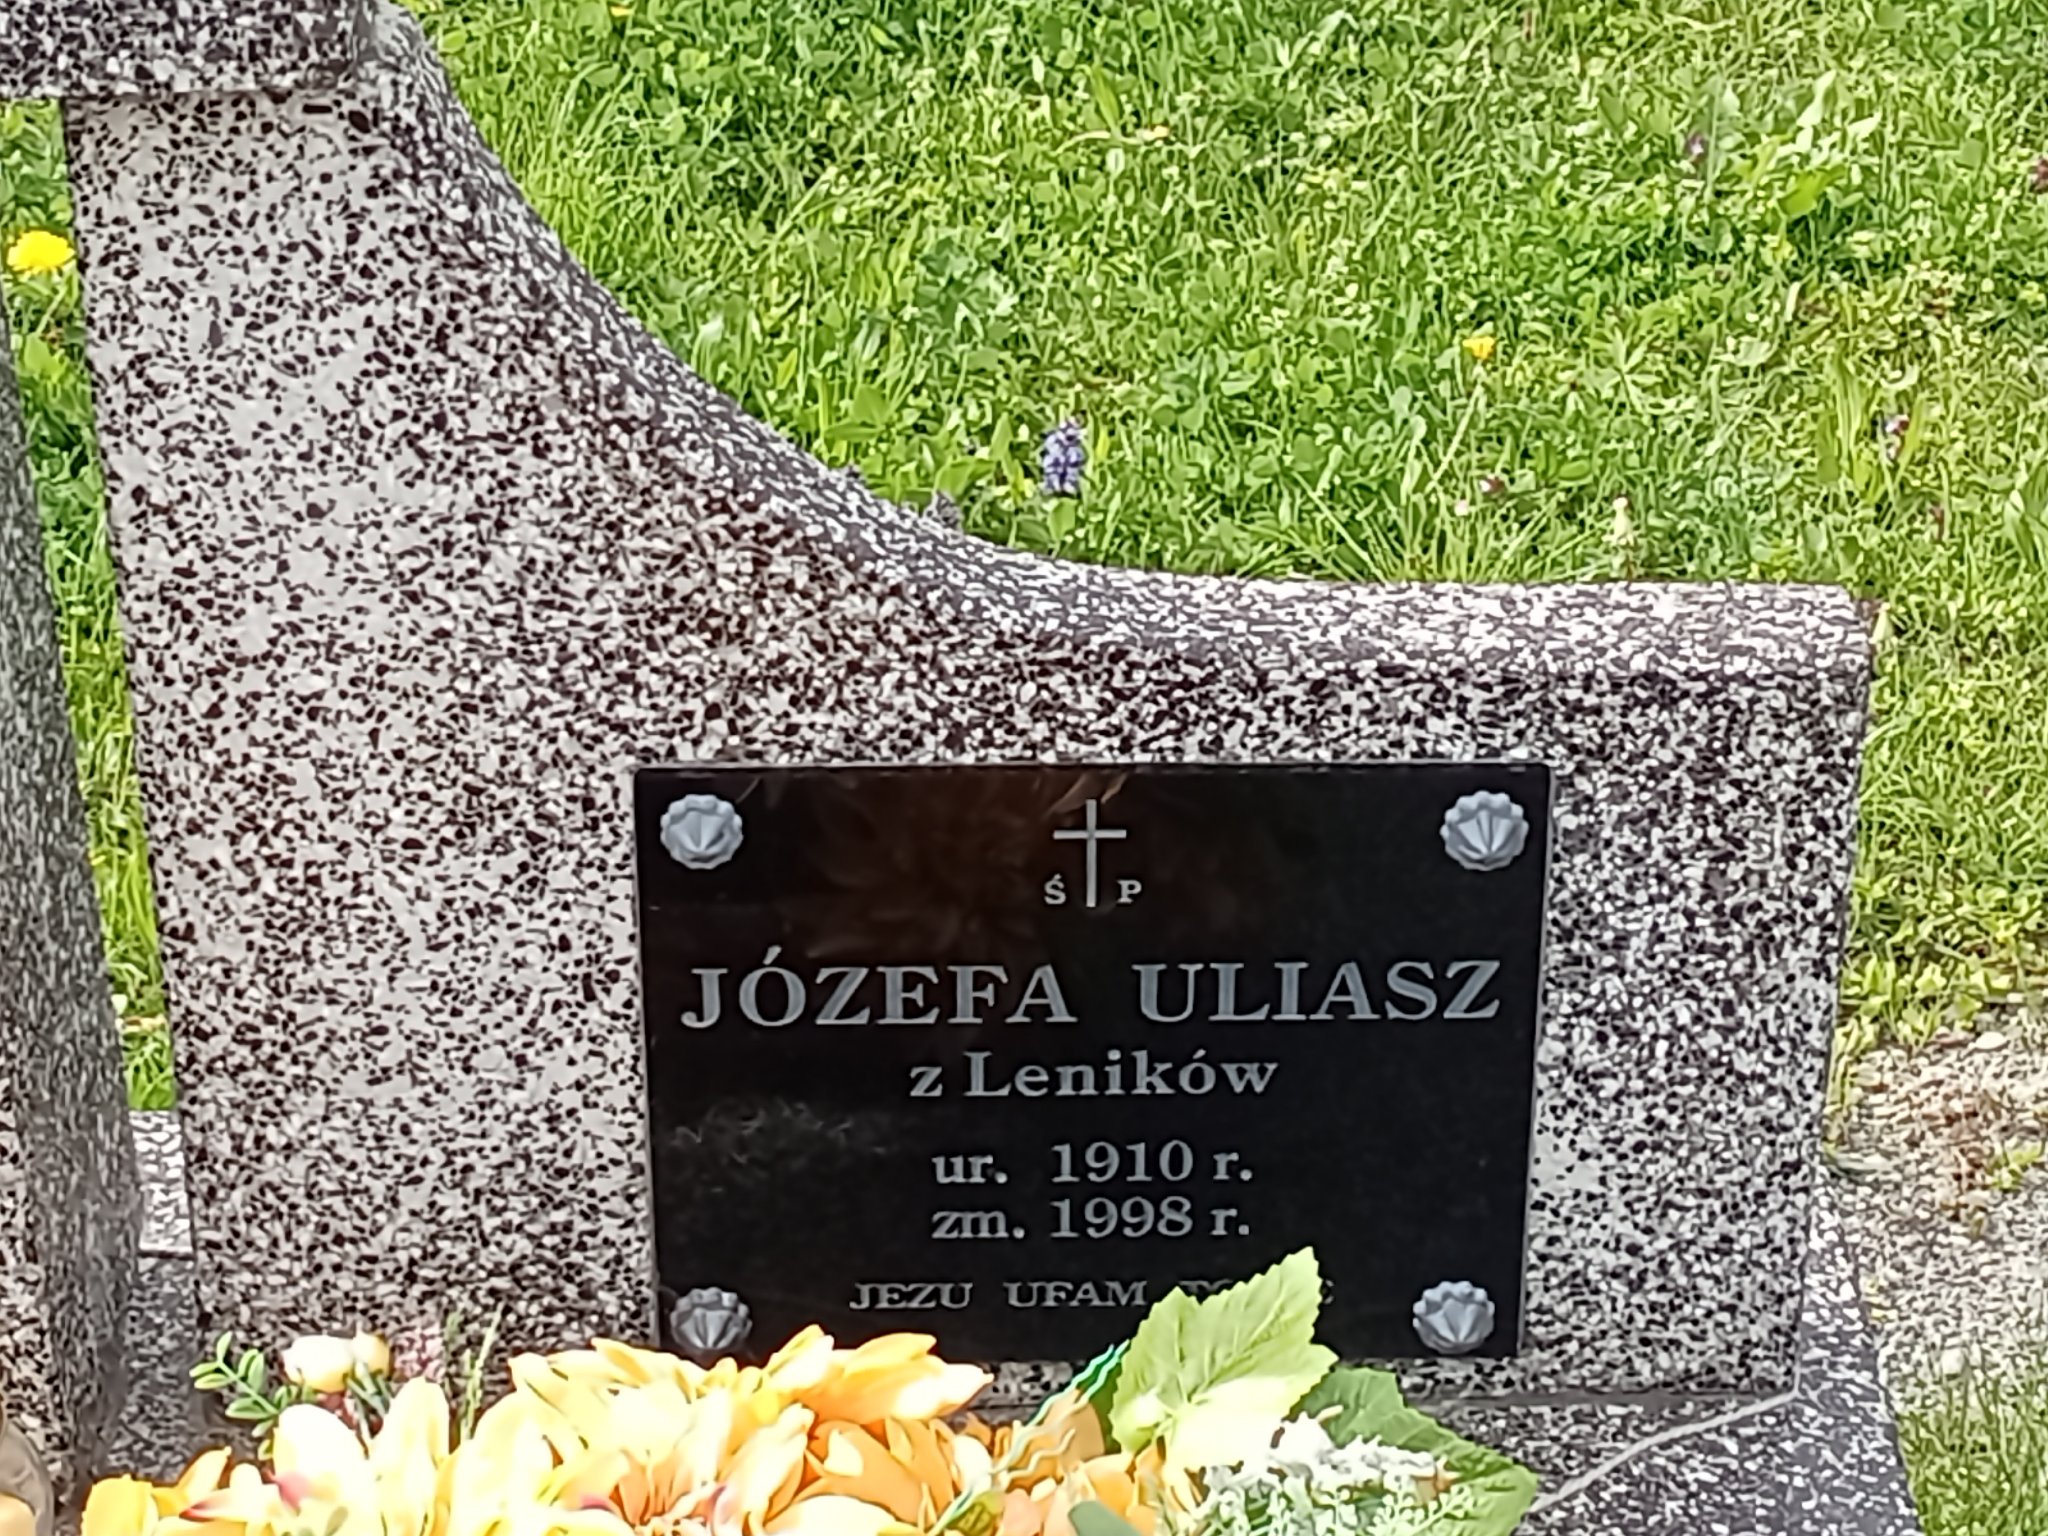 Ś P
JÓZEFA ULIASZ
z Leników
ur. 1910 r.
zm. 1998 r.
JEZU UFAM